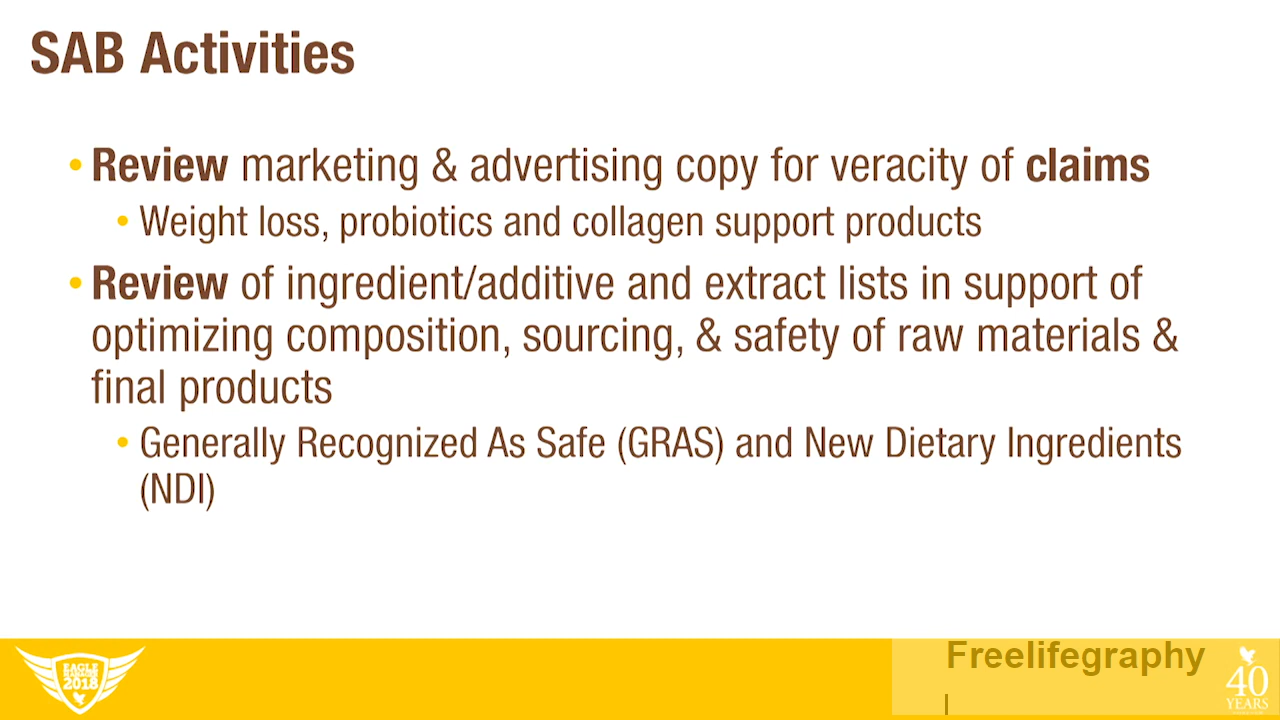 SAB Activities
• Review marketing & advertising copy for veracity of claims
• Weight loss, probiotics and collagen support products
• Review of ingredient/additive and extract lists in support of
optimizing composition, sourcing, & safety of raw materials &
final products
• Generally Recognized As Safe (GRAS) and New Dietary Ingredients
(NDI)
EAGLE
2018
Freelifegraphy
40
YEARS